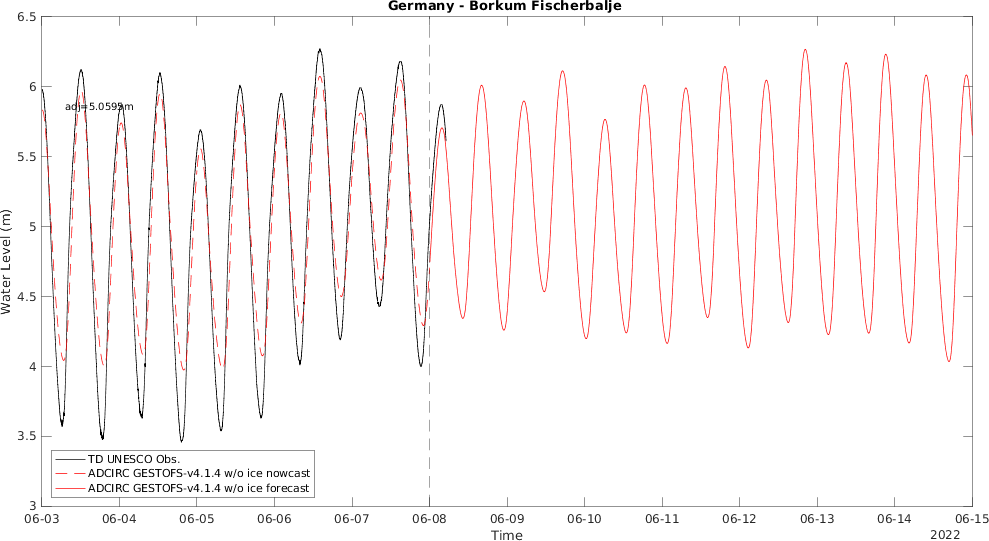 Germany - Borkum Fischerbalje
6.5
6
5.5
5
4.5
4
3.5
3
Water Level (m)
adj=5.0595m
TD UNESCO Obs.
ADCIRC GESTOFS-v4.1.4 w/o ice nowcast
ADCIRC GESTOFS-v4.1.4 w/o ice forecast
06-03 06-04 06-05 06-06 06-07 06-08 06-09 06-10 06-11 06-12 06-13 06-14 06-15
Time
2022